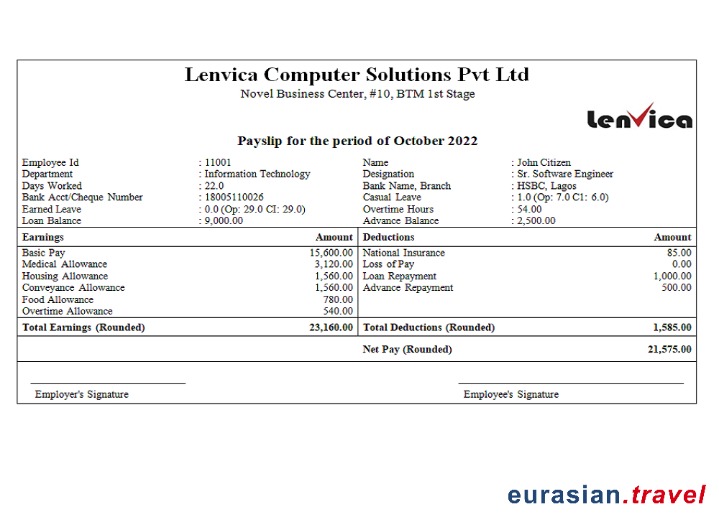 Lenvica Computer Solutions Pvt Ltd
Novel Business Center, #10, BTM 1st Stage
Lenvica
Payslip for the period of October 2022
Employee Id : 11001 Name : John Citizen
Department : Information Technology Designation : Sr. Software Engineer
Days Worked : 22.0 Bank Name, Branch : HSBC, Lagos
Bank Acct/Cheque Number : 18005110026 Casual Leave : 1.0 (Op: 7.0 C1: 6.0)
Earned Leave : 0.0 (Op: 29.0 CI: 29.0) Overtime Hours : 54.00
Loan Balance : 9,000.00 Advance Balance : 2,500.00
Earnings Amount Deductions Amount
Basic Pay 15,600.00 National Insurance 85.00
Medical Allowance 3,120.00 Loss of Pay 0.00
Housing Allowance 1,560.00 Loan Repayment 1,000.00
Conveyance Allowance 1,560.00 Advance Repayment 500.00
Food Allowance 780.00
Overtime Allowance 540.00
Total Earnings (Rounded) 23,160.00 Total Deductions (Rounded) 1,585.00
Net Pay (Rounded) 21,575.00
Employer's Signature Employee's Signature
eurasian.travel